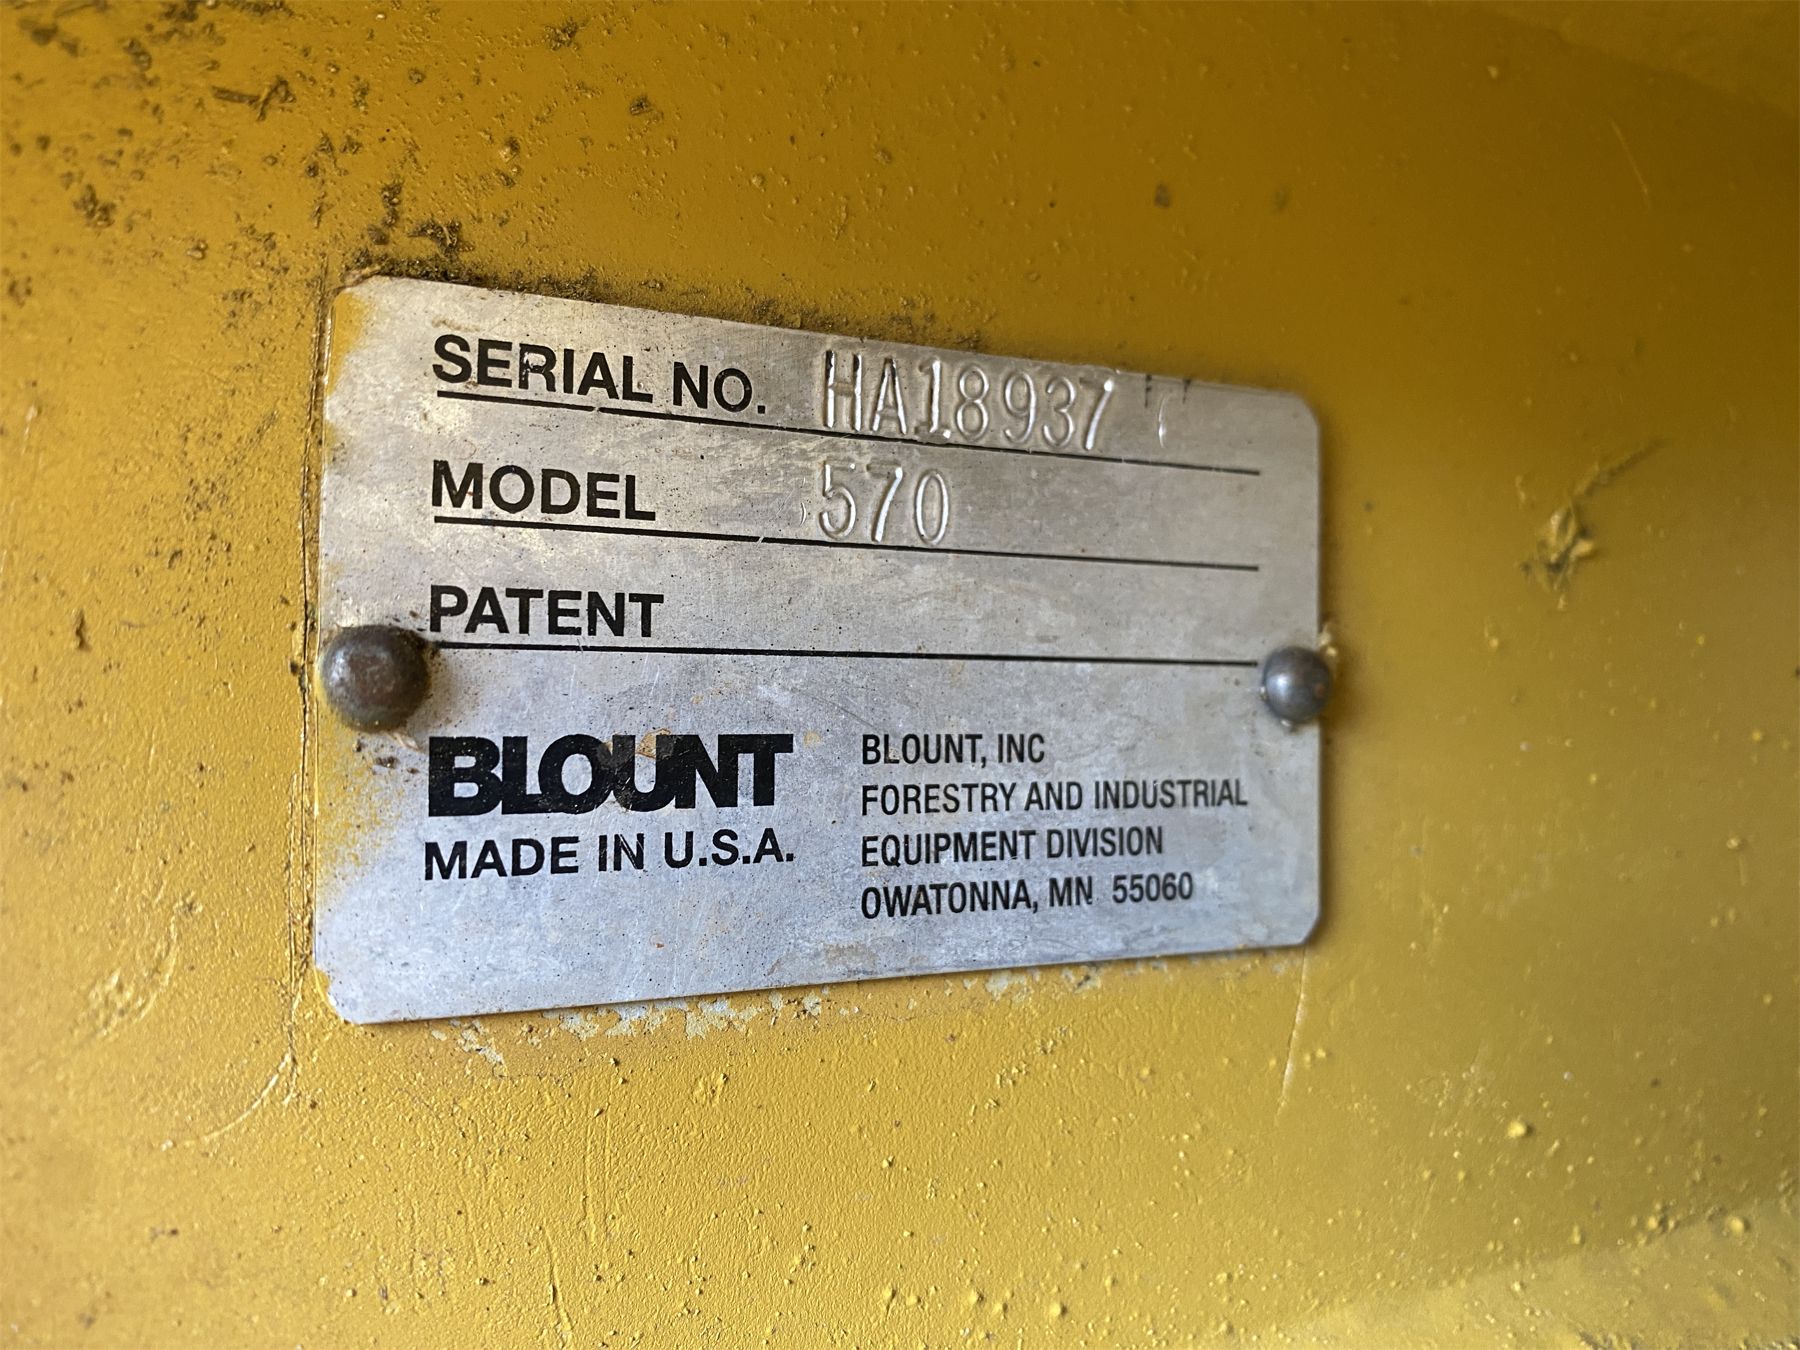 SERIAL NO. HA18937
MODEL 570
PATENT
BLOUNT
MADE IN U.S.A.
BLOUNT, INC
FORESTRY AND INDUSTRIAL
EQUIPMENT DIVISION
OWATONNA, MN 55060